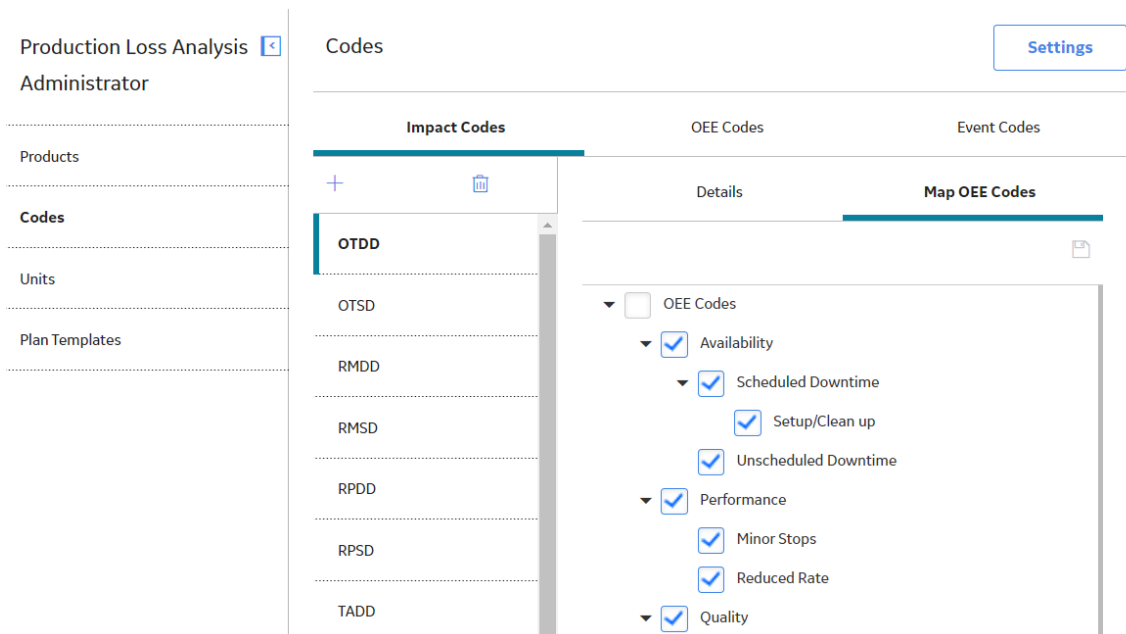 Production Loss Analysis
Administrator
Products
Codes
Units
Plan Templates
Codes
Settings
Impact Codes
OEE Codes
Event Codes
OTDD
OTSD
RMDD
RMSD
RPDD
RPSD
TADD
Details
Map OEE Codes
OEE Codes
Availability
Scheduled Downtime
Setup/Clean up
Unscheduled Downtime
Performance
Minor Stops
Reduced Rate
Quality